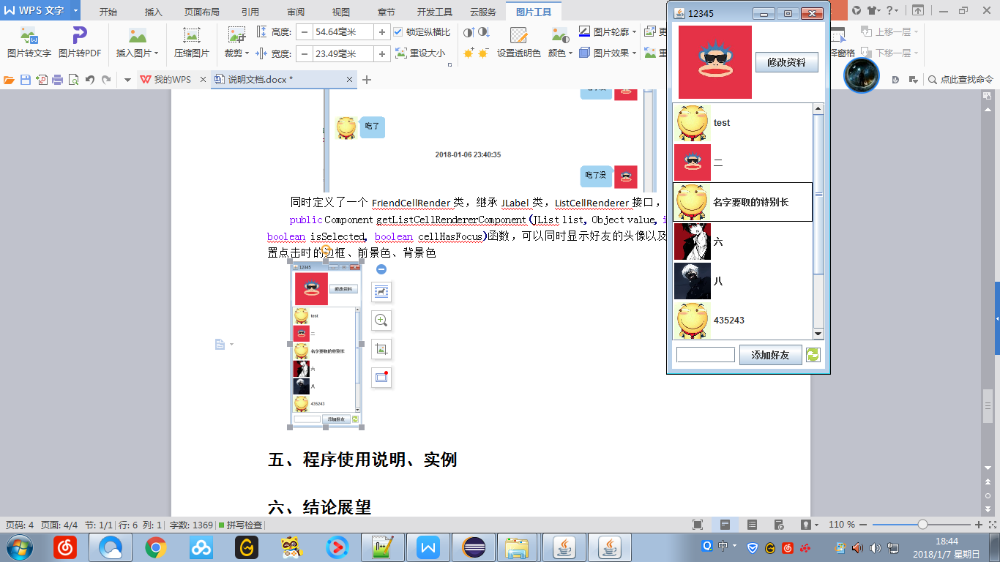 WPS 文字
开始
插入
页面布局
引用
审阅
视图
章节
开发工具
云服务
图片工具
图片转文字
图片转PDF
插入图片
压缩图片
裁剪
高度:
54.64毫米
宽度:
23.49毫米
锁定纵横比
重设大小
设置透明色
颜色
图片轮廓
图片效果
更
重
择窗格
上移一层
下移一层
我的WPS
说明文档.docx *
点此查找命令
吃了
2018-01-06 23:40:35
吃了没
同时定义了一个 FriendCellRender 类，继承 JLabel 类，ListCellRenderer 接口，
public Component getListCellRendererComponent(JList list, Object value, i
boolean isSelected, boolean cellHasFocus)函数，可以同时显示好友的头像以及
置点击时的边框、前景色、背景色
12345
修改资料
test
二
名字要取的特别长
六
八
435243
添加好友
五、程序使用说明、实例
六、结论展望
12345
修改资料
test
二
名字要取的特别长
六
八
435243
添加好友
页码: 4 页面: 4/4 节: 1/1 行: 6 列: 1 字数: 1369 拼写检查
110 %
中
18:44
2018/1/7 星期日